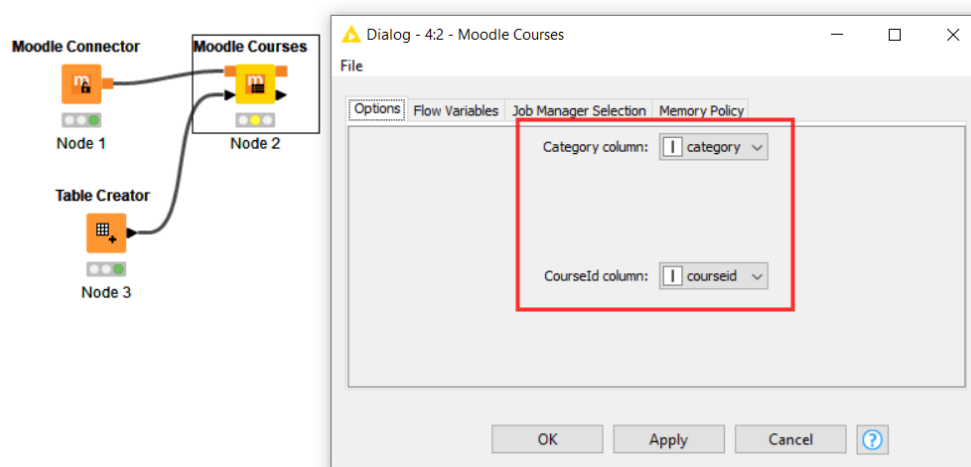 Moodle Connector
Node 1
Moodle Courses
Node 2
Table Creator
Node 3
Dialog - 4:2 - Moodle Courses
File
Options Flow Variables Job Manager Selection Memory Policy
Category column: I category
CourseId column: I courseid
OK Apply Cancel ?